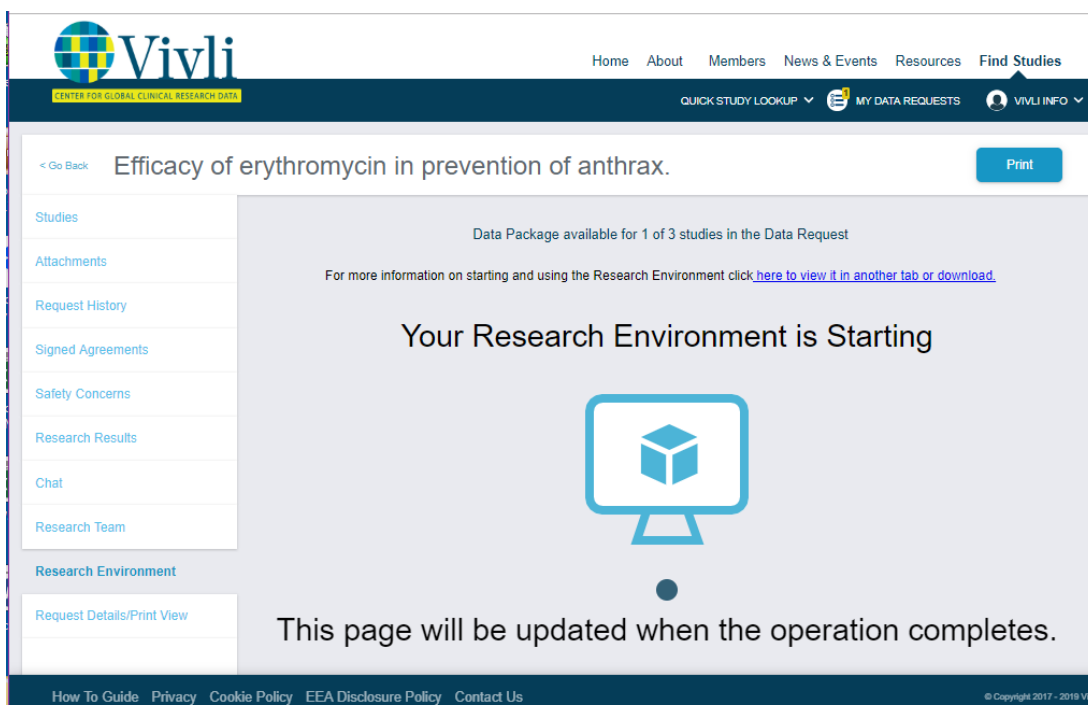 Vivli
CENTER FOR GLOBAL CLINICAL RESEARCH DATA
Home About Members News & Events Resources Find Studies
QUICK STUDY LOOKUP 1 MY DATA REQUESTS VIVLI INFO
< Go Back Efficacy of erythromycin in prevention of anthrax. Print
Studies
Attachments
Request History
Signed Agreements
Safety Concerns
Research Results
Chat
Research Team
Research Environment
Request Details/Print View
Data Package available for 1 of 3 studies in the Data Request
For more information on starting and using the Research Environment click here to view it in another tab or download.
Your Research Environment is Starting
This page will be updated when the operation completes.
How To Guide Privacy Cookie Policy EEA Disclosure Policy Contact Us
© Copyright 2017 - 2019